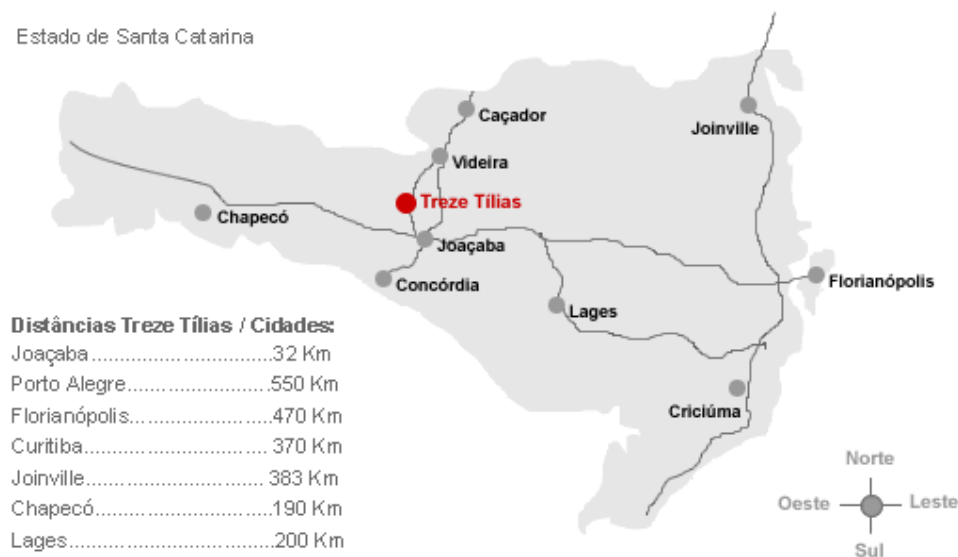 Estado de Santa Catarina
Caçador
Joinville
Videira
Treze Tílias
Chapecó
Joaçaba
Concórdia
Florianópolis
Lages
Distâncias Treze Tílias / Cidades:
Joaçaba.......................32 Km
Porto Alegre..................550 Km
Florianópolis..................470 Km
Curitiba....................... 370 Km
Joinville....................... 383 Km
Chapecó.......................190 Km
Lages..........................200 Km
Criciúma
Norte
Oeste
Leste
Sul